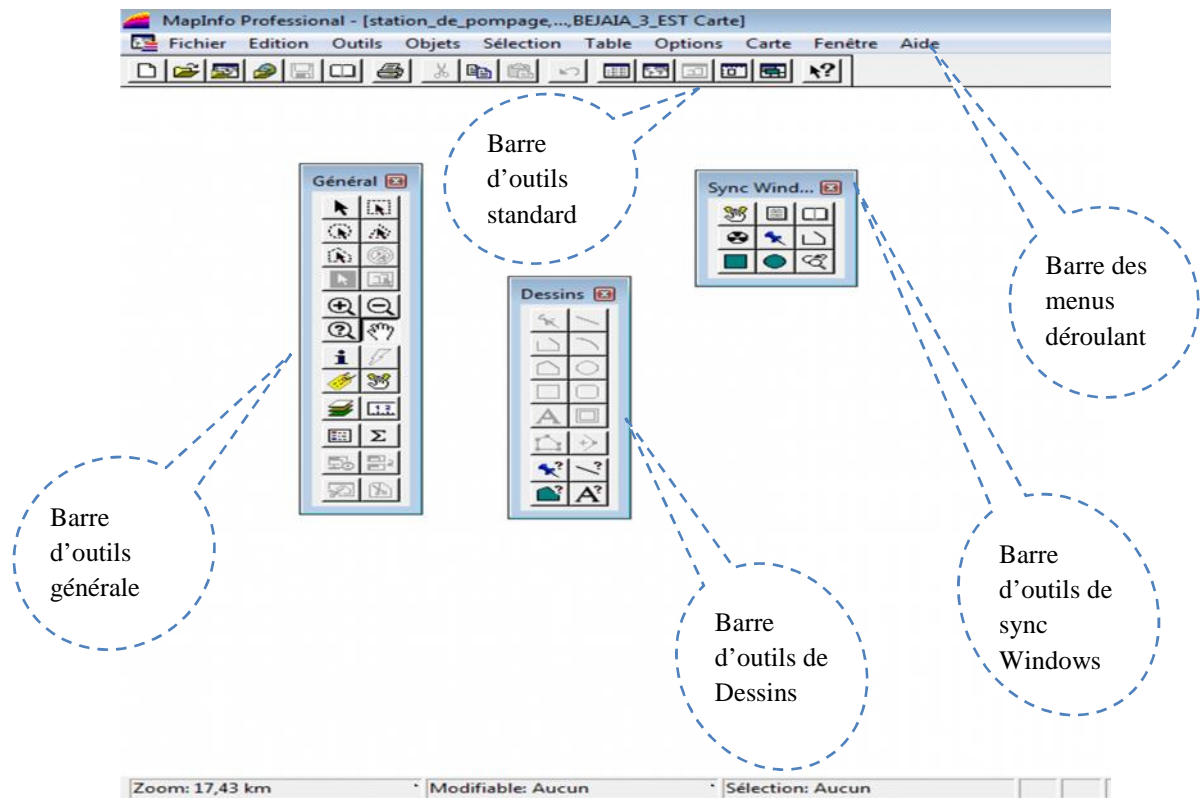 MapInfo Professional - [station_de_pompage,...,BEJAIA_3_EST Carte]
Fichier Edition Outils Objets Sélection Table Options Carte Fenêtre Aide
Barre
d’outils
standard
Général
Sync Wind...
Dessins
Barre des
menus
déroulant
Barre
d’outils
générale
Barre
d’outils de
Dessins
Barre
d’outils de
sync
Windows
Zoom: 17,43 km
Modifiable: Aucun
Sélection: Aucun